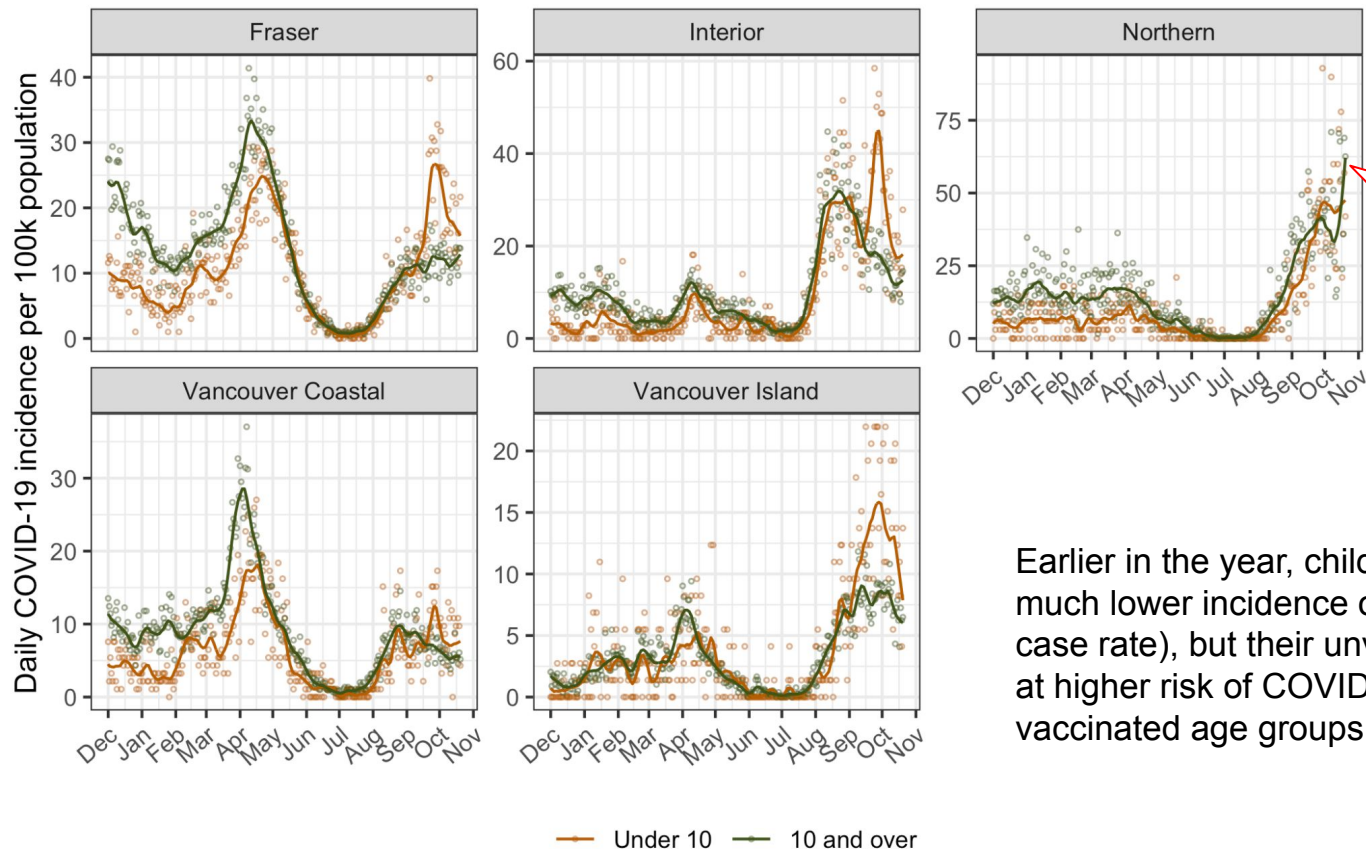 Daily COVID-19 incidence per 100k population
Fraser
40
30
20
10
0
Interior
60
40
20
0
Northern
75
50
25
0
Dec Jan Feb Mar Apr May Jun Jul Aug Sep Oct Nov
Vancouver Coastal
30
20
10
0
Dec Jan Feb Mar Apr May Jun Jul Aug Sep Oct Nov
Vancouver Island
20
15
10
5
0
Dec Jan Feb Mar Apr May Jun Jul Aug Sep Oct Nov
Earlier in the year, child
much lower incidence
case rate), but their unv
at higher risk of COVID
vaccinated age groups
Under 10 10 and over